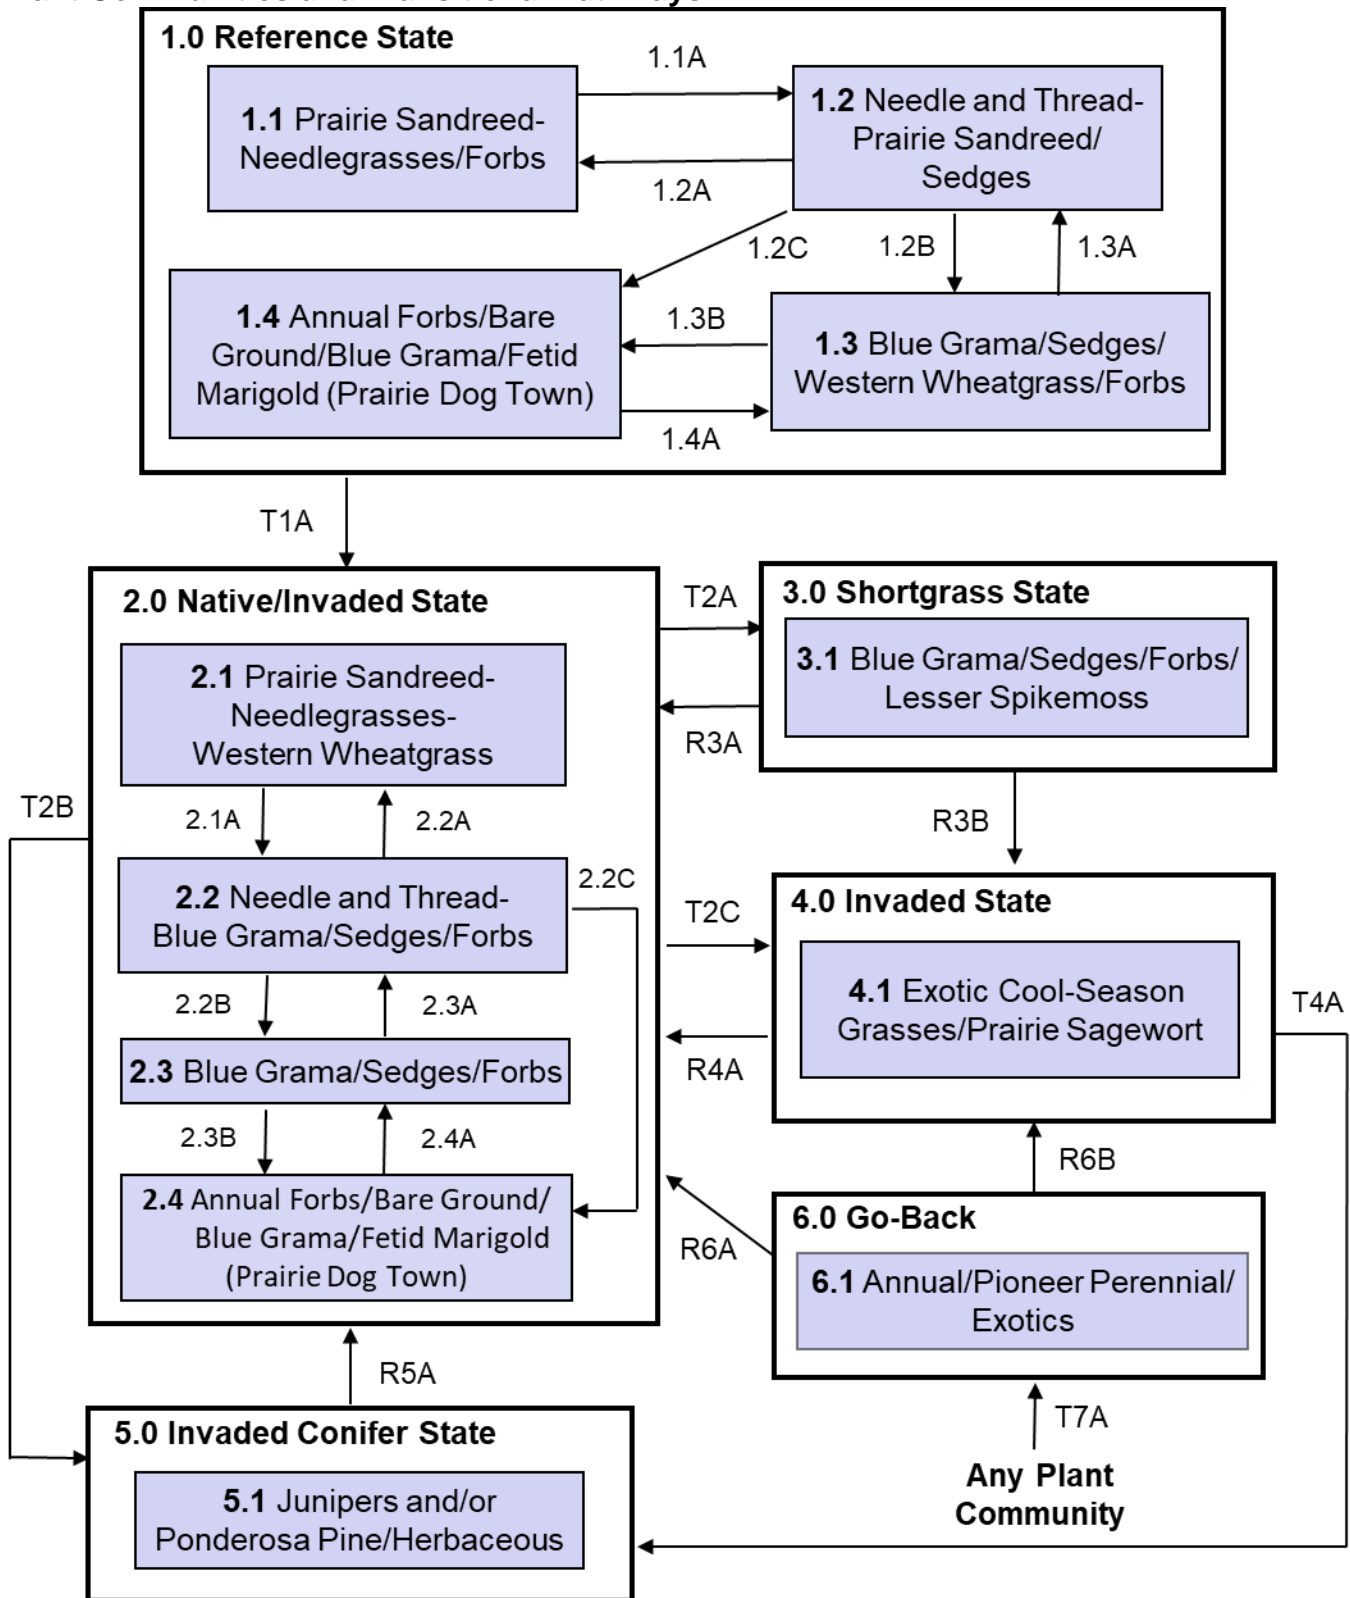 1.0 Reference State
1.1A
1.1 Prairie Sandreed-
Needlegrasses/Forbs
1.2 Needle and Thread-
Prairie Sandreed/
Sedges
1.2A
1.2C
1.2B
1.3A
1.4 Annual Forbs/Bare
Ground/Blue Grama/Fetid
Marigold (Prairie Dog Town)
1.3B
1.3 Blue Grama/Sedges/
Western Wheatgrass/Forbs
1.4A
T1A
2.0 Native/Invaded State
T2A
3.0 Shortgrass State
2.1 Prairie Sandreed-
Needlegrasses-
Western Wheatgrass
3.1 Blue Grama/Sedges/Forbs/
Lesser Spikemoss
R3A
T2B
2.1A
2.2A
R3B
2.2 Needle and Thread-
Blue Grama/Sedges/Forbs
2.2C
T2C
4.0 Invaded State
4.1 Exotic Cool-Season
Grasses/Prairie Sagewort
T4A
2.2B
2.3A
R4A
2.3 Blue Grama/Sedges/Forbs
2.3B
2.4A
R6B
2.4 Annual Forbs/Bare Ground/
Blue Grama/Fetid Marigold
(Prairie Dog Town)
R6A
6.0 Go-Back
6.1 Annual/Pioneer Perennial/
Exotics
R5A
T7A
5.0 Invaded Conifer State
Any Plant
Community
5.1 Junipers and/or
Ponderosa Pine/Herbaceous